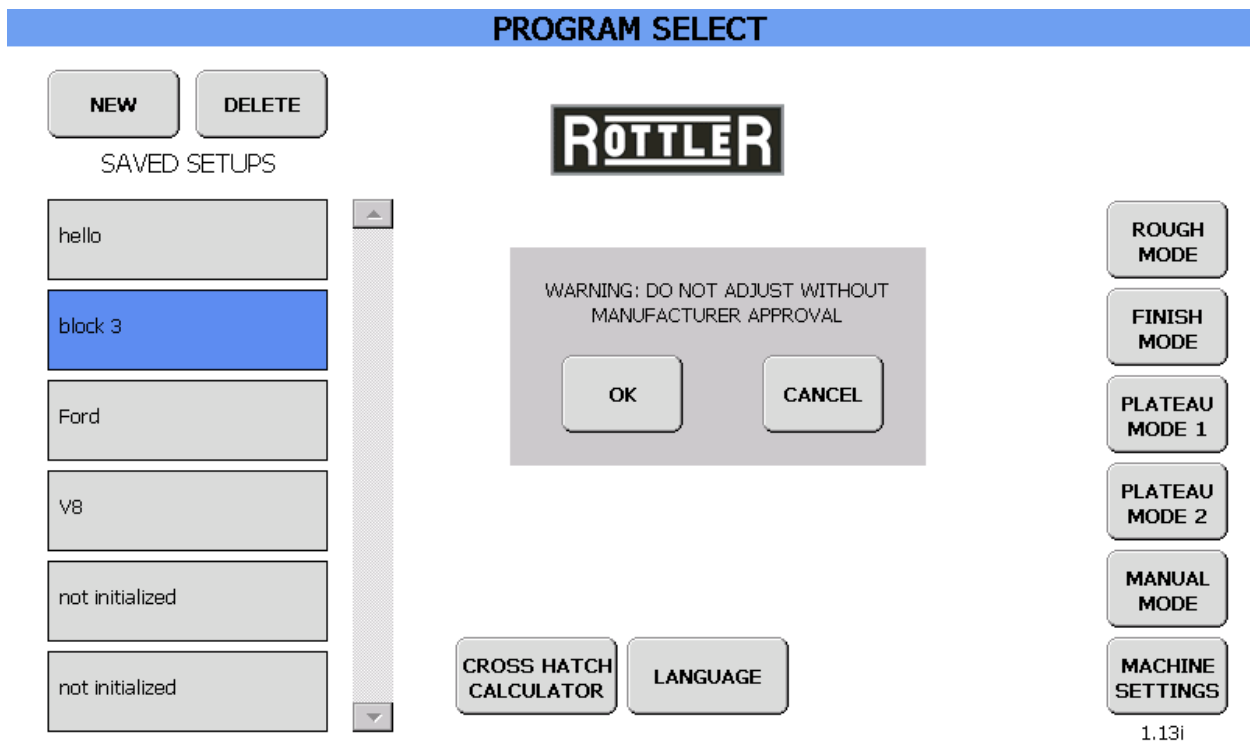 PROGRAM SELECT
NEW
DELETE
SAVED SETUPS
hello
block 3
Ford
V8
not initialized
not initialized
ROTTLER
WARNING: DO NOT ADJUST WITHOUT
MANUFACTURER APPROVAL
OK
CANCEL
CROSS HATCH
CALCULATOR
LANGUAGE
ROUGH
MODE
FINISH
MODE
PLATEAU
MODE 1
PLATEAU
MODE 2
MANUAL
MODE
MACHINE
SETTINGS
1.13i